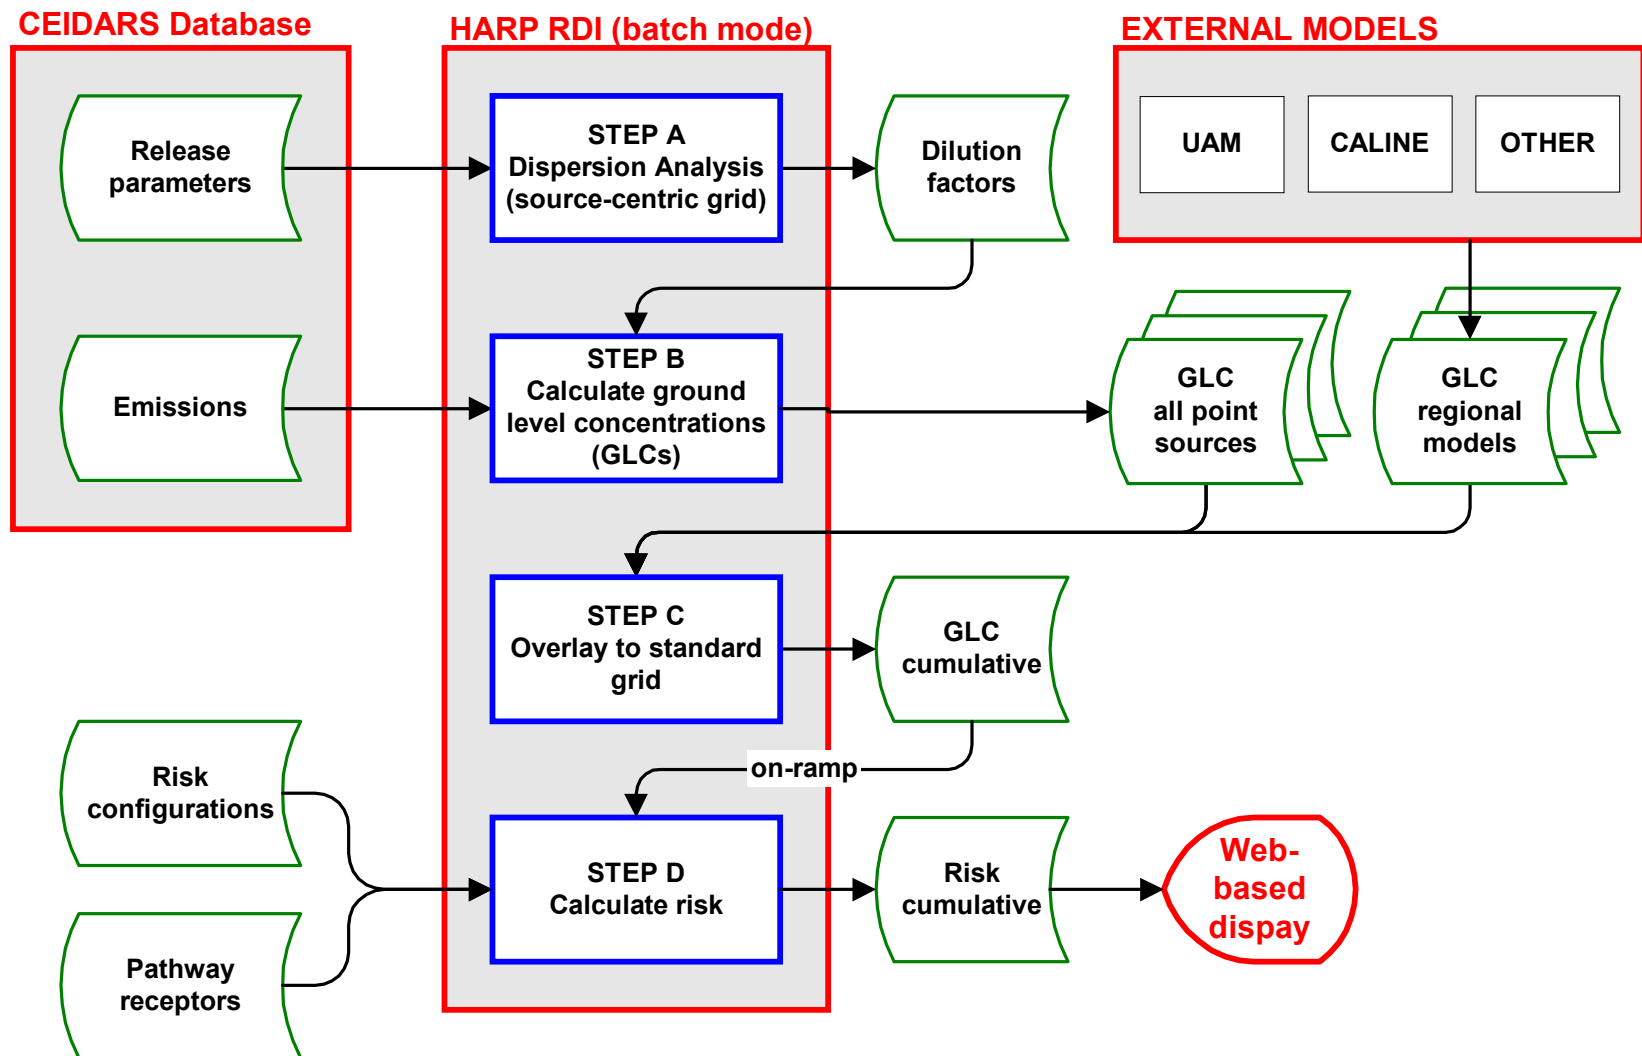 CEIDARS Database
HARP RDI (batch mode)
EXTERNAL MODELS
Release
parameters
STEP A
Dispersion Analysis
(source-centric grid)
Dilution
factors
UAM
CALINE
OTHER
Emissions
STEP B
Calculate ground
level concentrations
(GLCs)
GLC
all point
sources
GLC
regional
models
STEP C
Overlay to standard
grid
GLC
cumulative
on-ramp
Risk
configurations
STEP D
Calculate risk
Risk
cumulative
Web-
based
dispay
Pathway
receptors